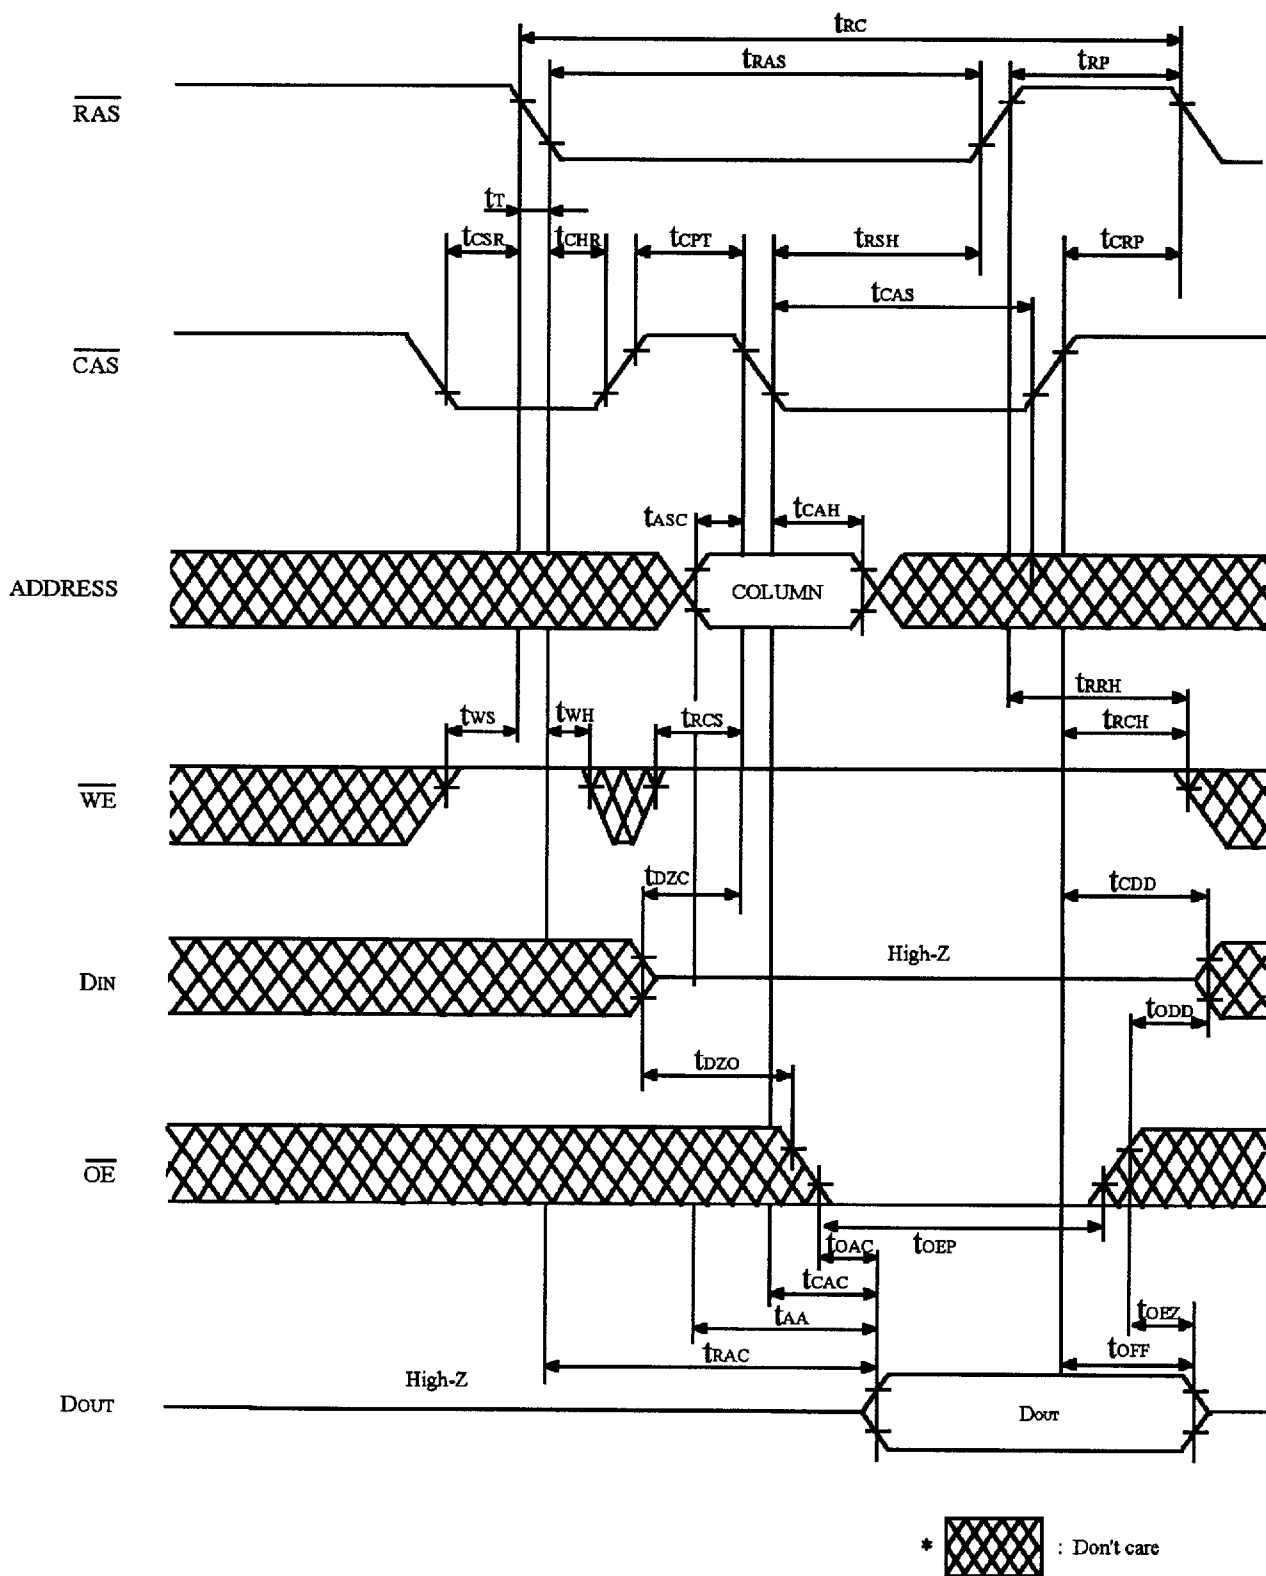 tRC
tRAS
tRP
RAS
tT
tCSR
tCHR
tCPT
tRSH
tCRP
tCAS
CAS
tASC
tCAH
ADDRESS
COLUMN
tRRH
tWS
tWH
tRCS
tRCH
WE
tDZC
tCDD
High-Z
DIN
tODD
tDZO
OE
tOAC
tOEP
tCAC
tAA
tOEZ
tRAC
tOFF
High-Z
DOUT
DOUT
* : Don't care